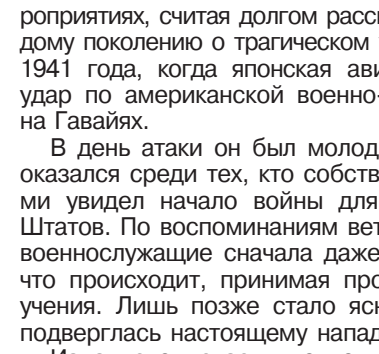 роприятиях, считая долгом расс
дому поколению о трагическом
1941 года, когда японская ави
удар по американской военно-
на Гавайях.
В день атаки он был молод
оказался среди тех, кто собств
ми увидел начало войны для
Штатов. По воспоминаниям вет
военнослужащие сначала даже
что происходит, принимая про
учения. Лишь позже стало ясн
подверглась настоящему напад